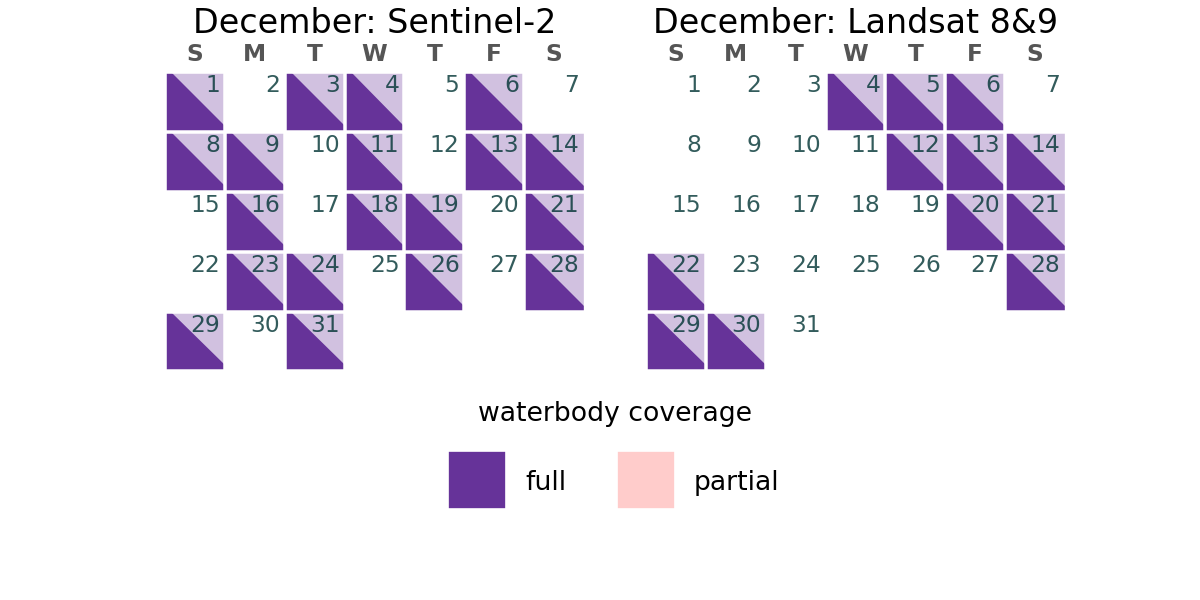 December: Sentinel-2
S M T W T F S
1 2 3 4 5 6 7
8 9 10 11 12 13 14
15 16 17 18 19 20 21
22 23 24 25 26 27 28
29 30 31
December: Landsat 8&9
S M T W T F S
1 2 3 4 5 6 7
8 9 10 11 12 13 14
15 16 17 18 19 20 21
22 23 24 25 26 27 28
29 30 31
waterbody coverage
full partial